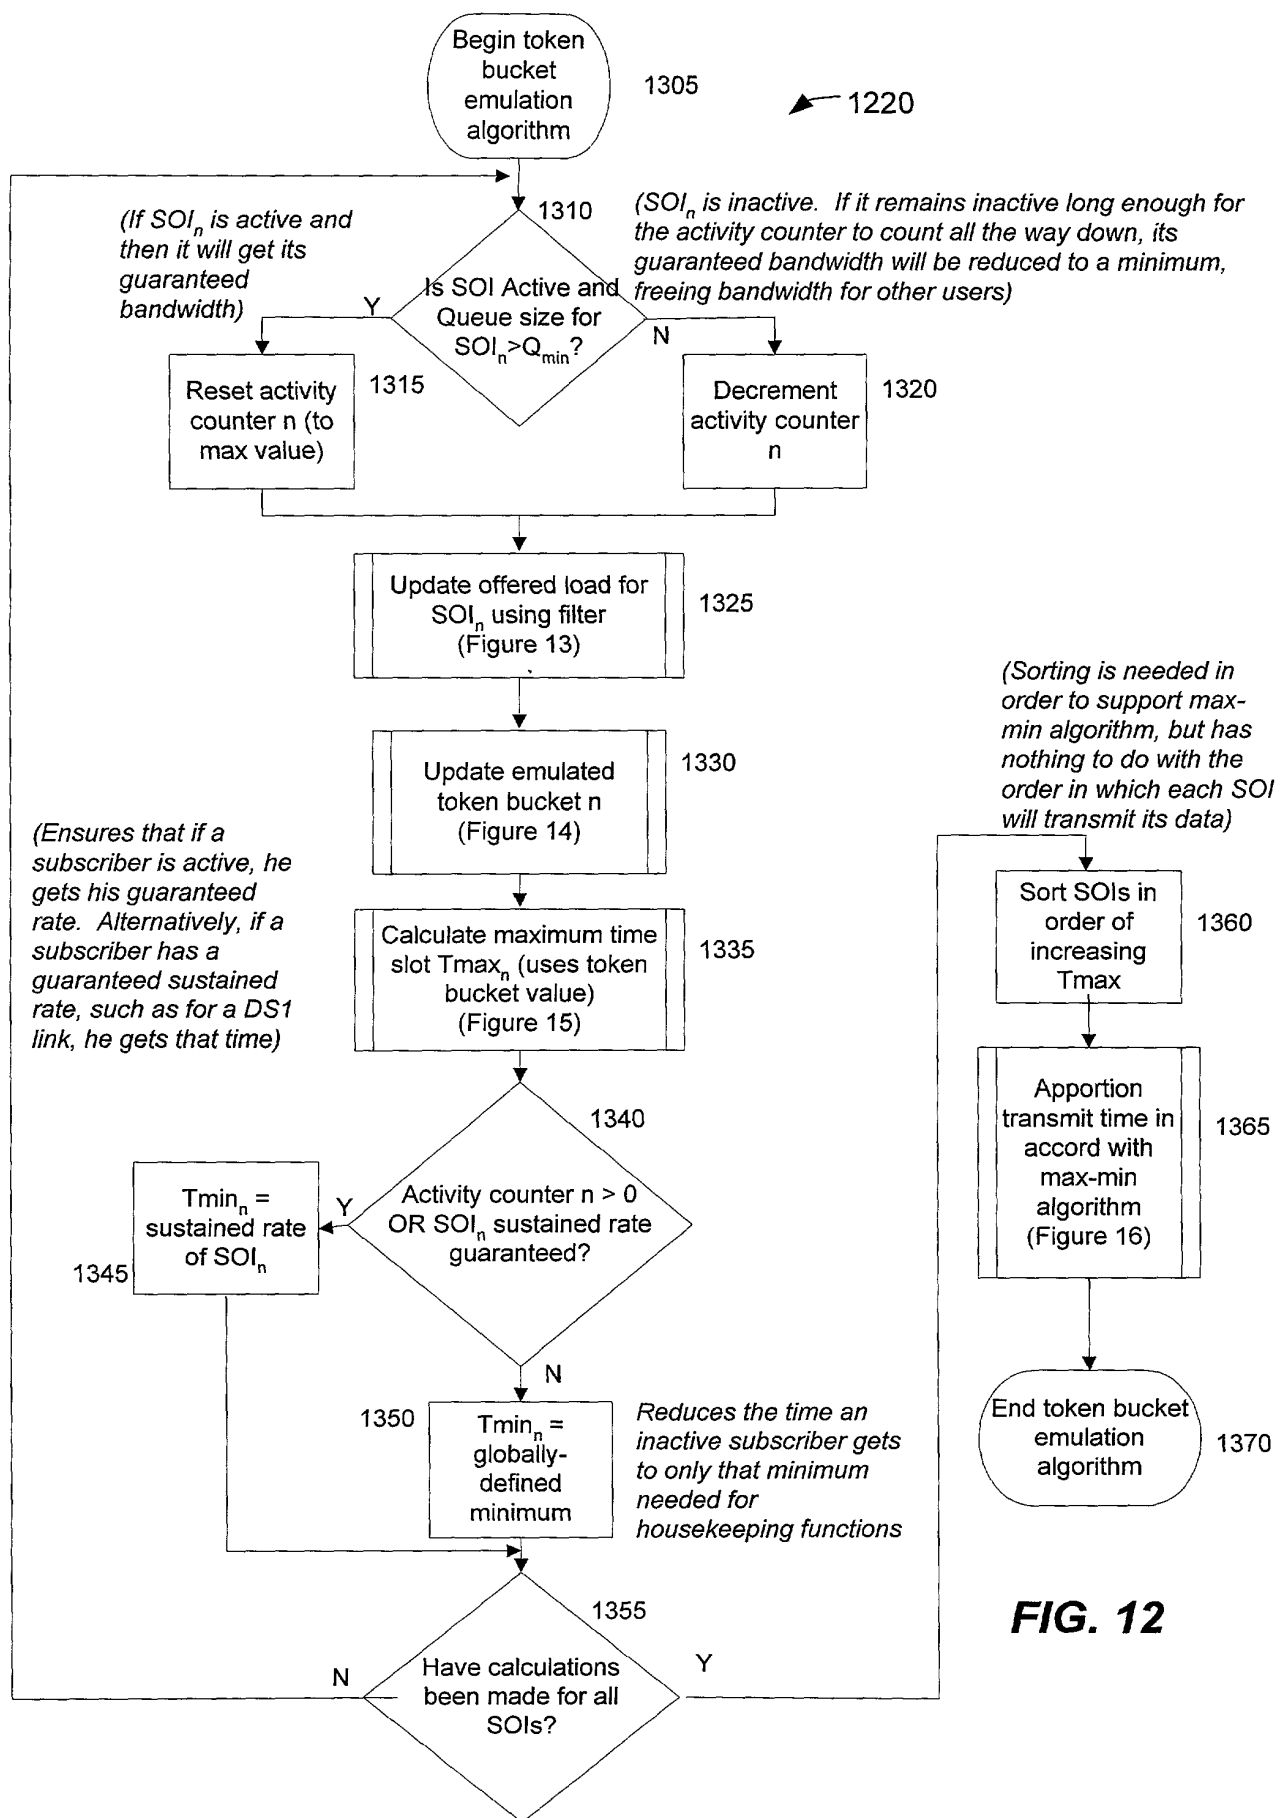 Begin token
bucket
emulation
algorithm
1305
1220
(If SOIn is active and
then it will get its
guaranteed
bandwidth)
1310
(SOIn is inactive. If it remains inactive long enough for
the activity counter to count all the way down, its
guaranteed bandwidth will be reduced to a minimum,
freeing bandwidth for other users)
Is SOI Active and
Queue size for
SOIn>Qmin?
Y
N
Reset activity
counter n (to
max value)
1315
Decrement
activity counter
n
1320
Update offered load for
SOIn using filter
(Figure 13)
1325
Update emulated
token bucket n
(Figure 14)
1330
(Ensures that if a
subscriber is active, he
gets his guaranteed
rate. Alternatively, if a
subscriber has a
guaranteed sustained
rate, such as for a DS1
link, he gets that time)
Calculate maximum time
slot Tmaxn (uses token
bucket value)
(Figure 15)
1335
1340
Activity counter n > 0
OR SOIn sustained rate
guaranteed?
Y
N
Tminn =
sustained rate
of SOIn
1345
1350
Tminn =
globally-
defined
minimum
Reduces the time an
inactive subscriber gets
to only that minimum
needed for
housekeeping functions
1355
Have calculations
been made for all
SOIs?
N
Y
(Sorting is needed in
order to support max-
min algorithm, but has
nothing to do with the
order in which each SOI
will transmit its data)
Sort SOIs in
order of
increasing
Tmax
1360
Apportion
transmit time in
accord with
max-min
algorithm
(Figure 16)
1365
End token bucket
emulation
algorithm
1370
FIG. 12